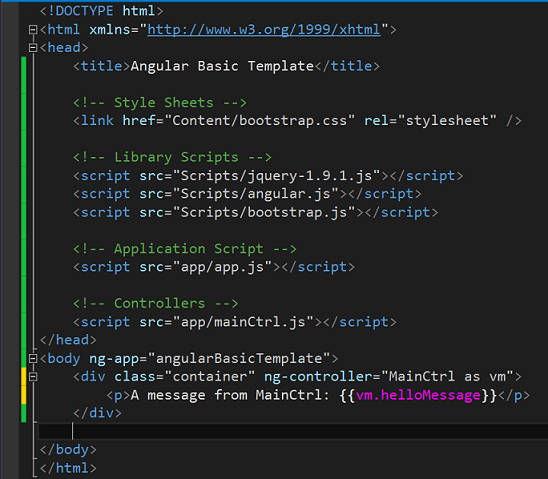 <!DOCTYPE html>
<html xmlns="http://www.w3.org/1999/xhtml">
<head>
    <title>Angular Basic Template</title>

    <!-- Style Sheets -->
    <link href="Content/bootstrap.css" rel="stylesheet" />

    <!-- Library Scripts -->
    <script src="Scripts/jquery-1.9.1.js"></script>
    <script src="Scripts/angular.js"></script>
    <script src="Scripts/bootstrap.js"></script>

    <!-- Application Script -->
    <script src="app/app.js"></script>

    <!-- Controllers -->
    <script src="app/mainCtrl.js"></script>
</head>
<body ng-app="angularBasicTemplate">
    <div class="container" ng-controller="MainCtrl as vm">
        <p>A message from MainCtrl: {{vm.helloMessage}}</p>
    </div>

</body>
</html>